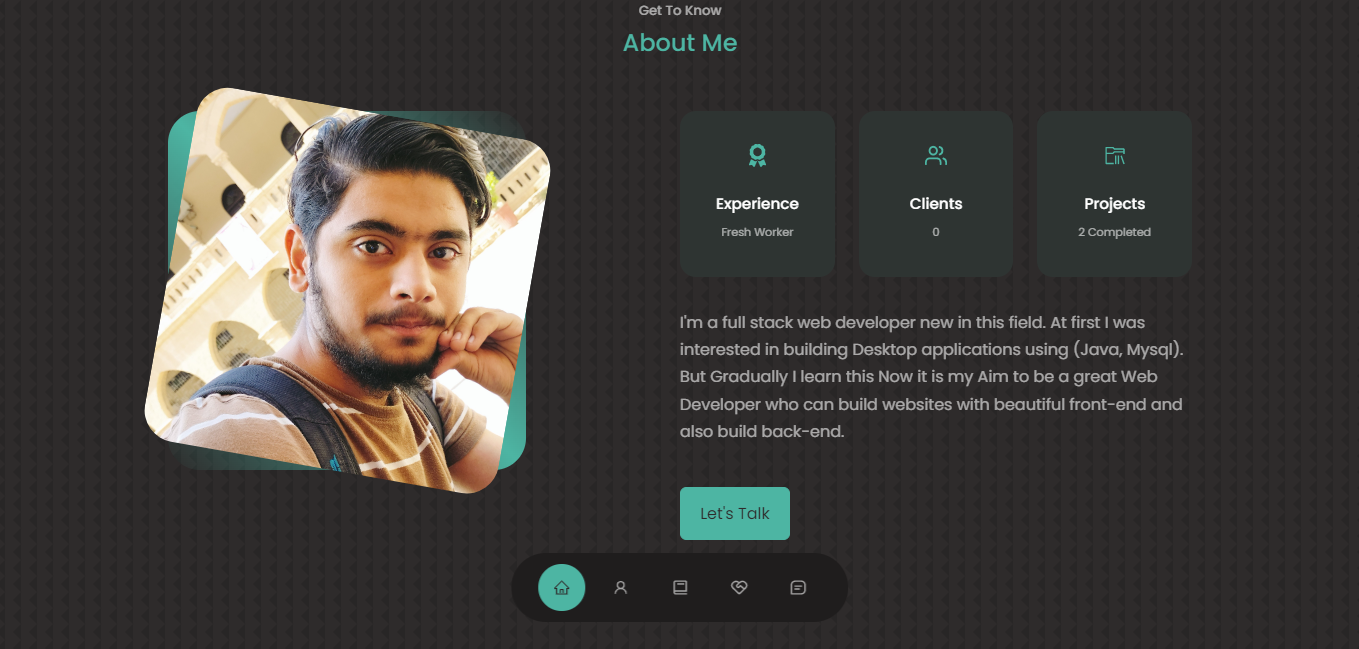 Get To Know
About Me
Experience
Fresh Worker
Clients
0
Projects
2 Completed
I'm a full stack web developer new in this field. At first I was
interested in building Desktop applications using (Java, Mysql).
But Gradually I learn this Now it is my Aim to be a great Web
Developer who can build websites with beautiful front-end and
also build back-end.
Let's Talk